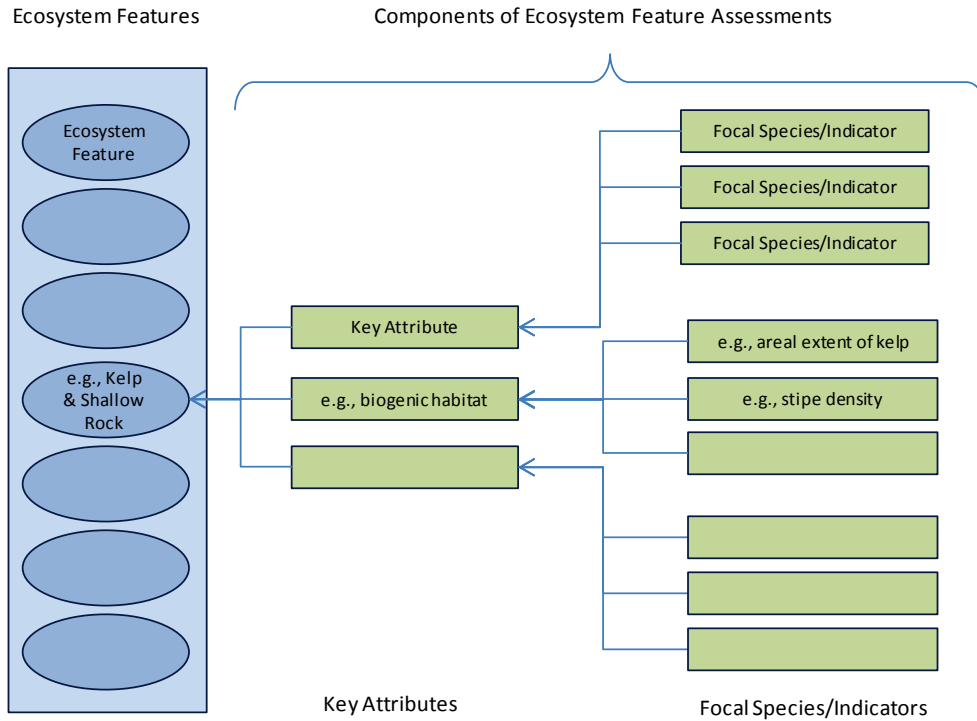 Ecosystem Features
Components of Ecosystem Feature Assessments
Ecosystem
Feature
Focal Species/Indicator
Focal Species/Indicator
Focal Species/Indicator
Key Attribute
e.g., areal extent of kelp
e.g., Kelp
& Shallow
Rock
e.g., biogenic habitat
e.g., stipe density
Key Attributes
Focal Species/Indicators